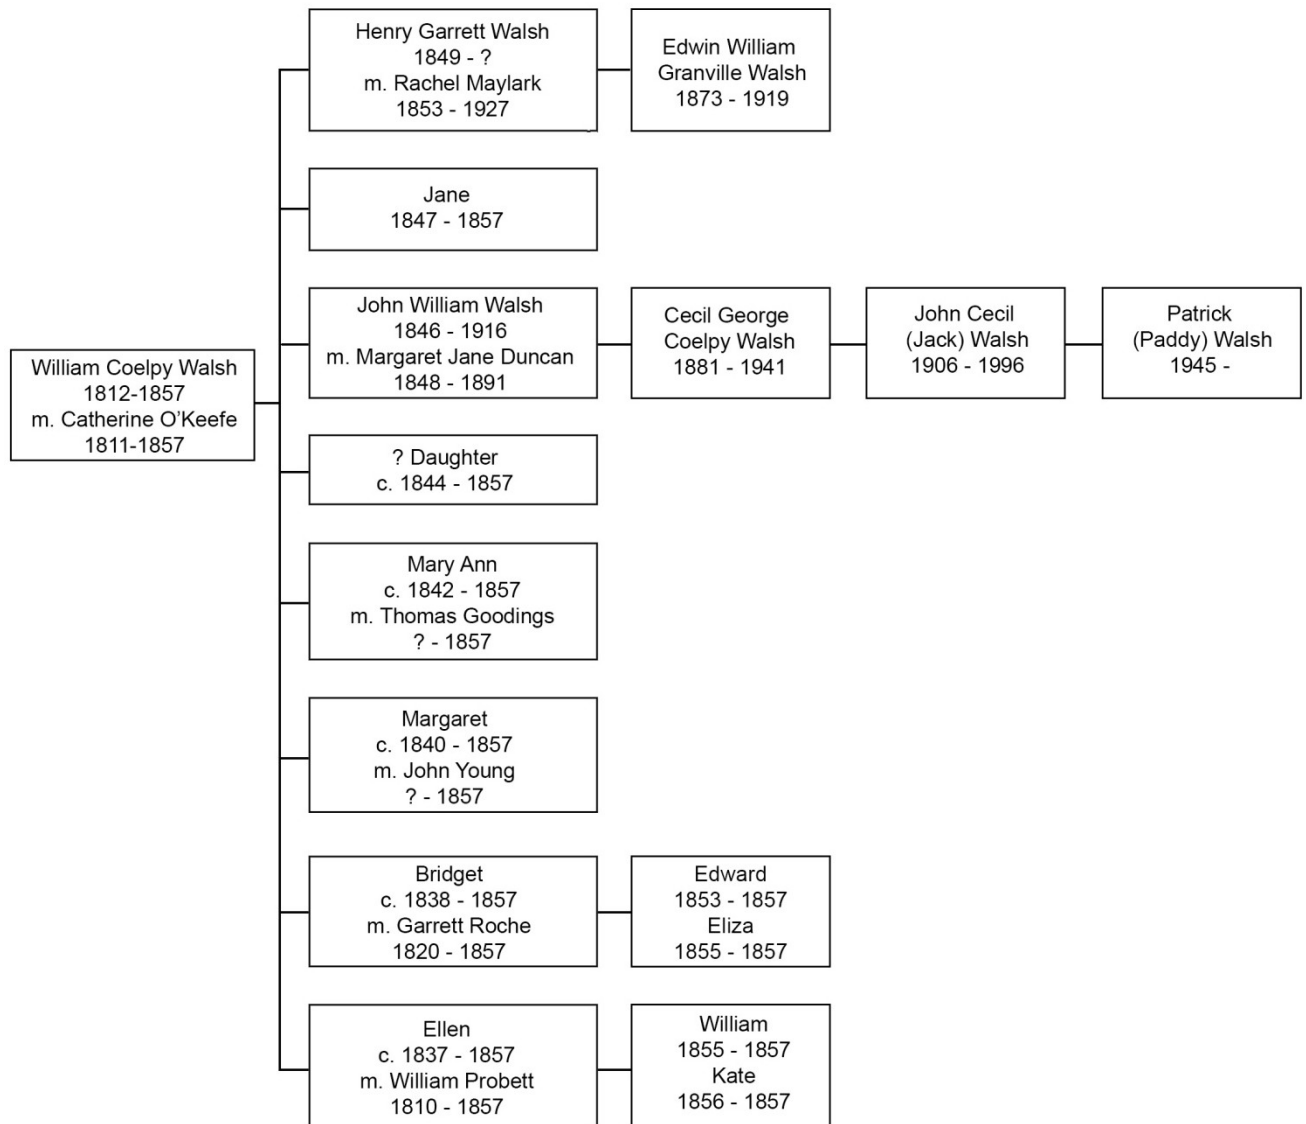 Henry Garrett Walsh
1849 - ?
m. Rachel Maylark
1853 - 1927
Edwin William
Granville Walsh
1873 - 1919
Jane
1847 - 1857
John William Walsh
1846 - 1916
m. Margaret Jane Duncan
1848 - 1891
Cecil George
Coelpy Walsh
1881 - 1941
John Cecil
(Jack) Walsh
1906 - 1996
Patrick
(Paddy) Walsh
1945 -
William Coelpy Walsh
1812-1857
m. Catherine O'Keefe
1811-1857
? Daughter
c. 1844 - 1857
Mary Ann
c. 1842 - 1857
m. Thomas Goodings
? - 1857
Margaret
c. 1840 - 1857
m. John Young
? - 1857
Bridget
c. 1838 - 1857
m. Garrett Roche
1820 - 1857
Edward
1853 - 1857
Eliza
1855 - 1857
Ellen
c. 1837 - 1857
m. William Probett
1810 - 1857
William
1855 - 1857
Kate
1856 - 1857